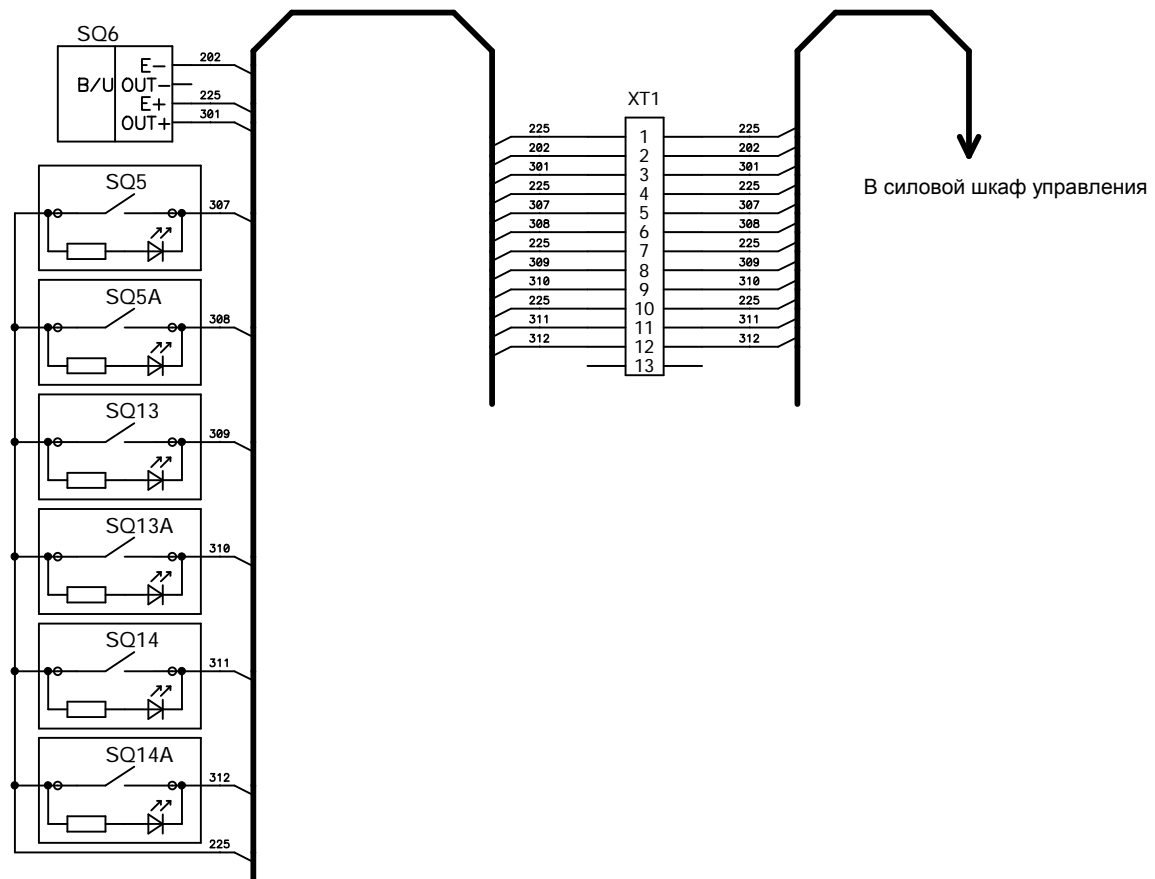 SQ6
B/U
E-
OUT-
E+
OUT+
202
225
301
SQ5
307
SQ5A
308
SQ13
309
SQ13A
310
SQ14
311
SQ14A
312
225
XT1
225 1 225
202 2 202
301 3 301
225 4 225
307 5 307
308 6 308
225 7 225
309 8 309
310 9 310
225 10 225
311 11 311
312 12 312
13
В силовой шкаф управления